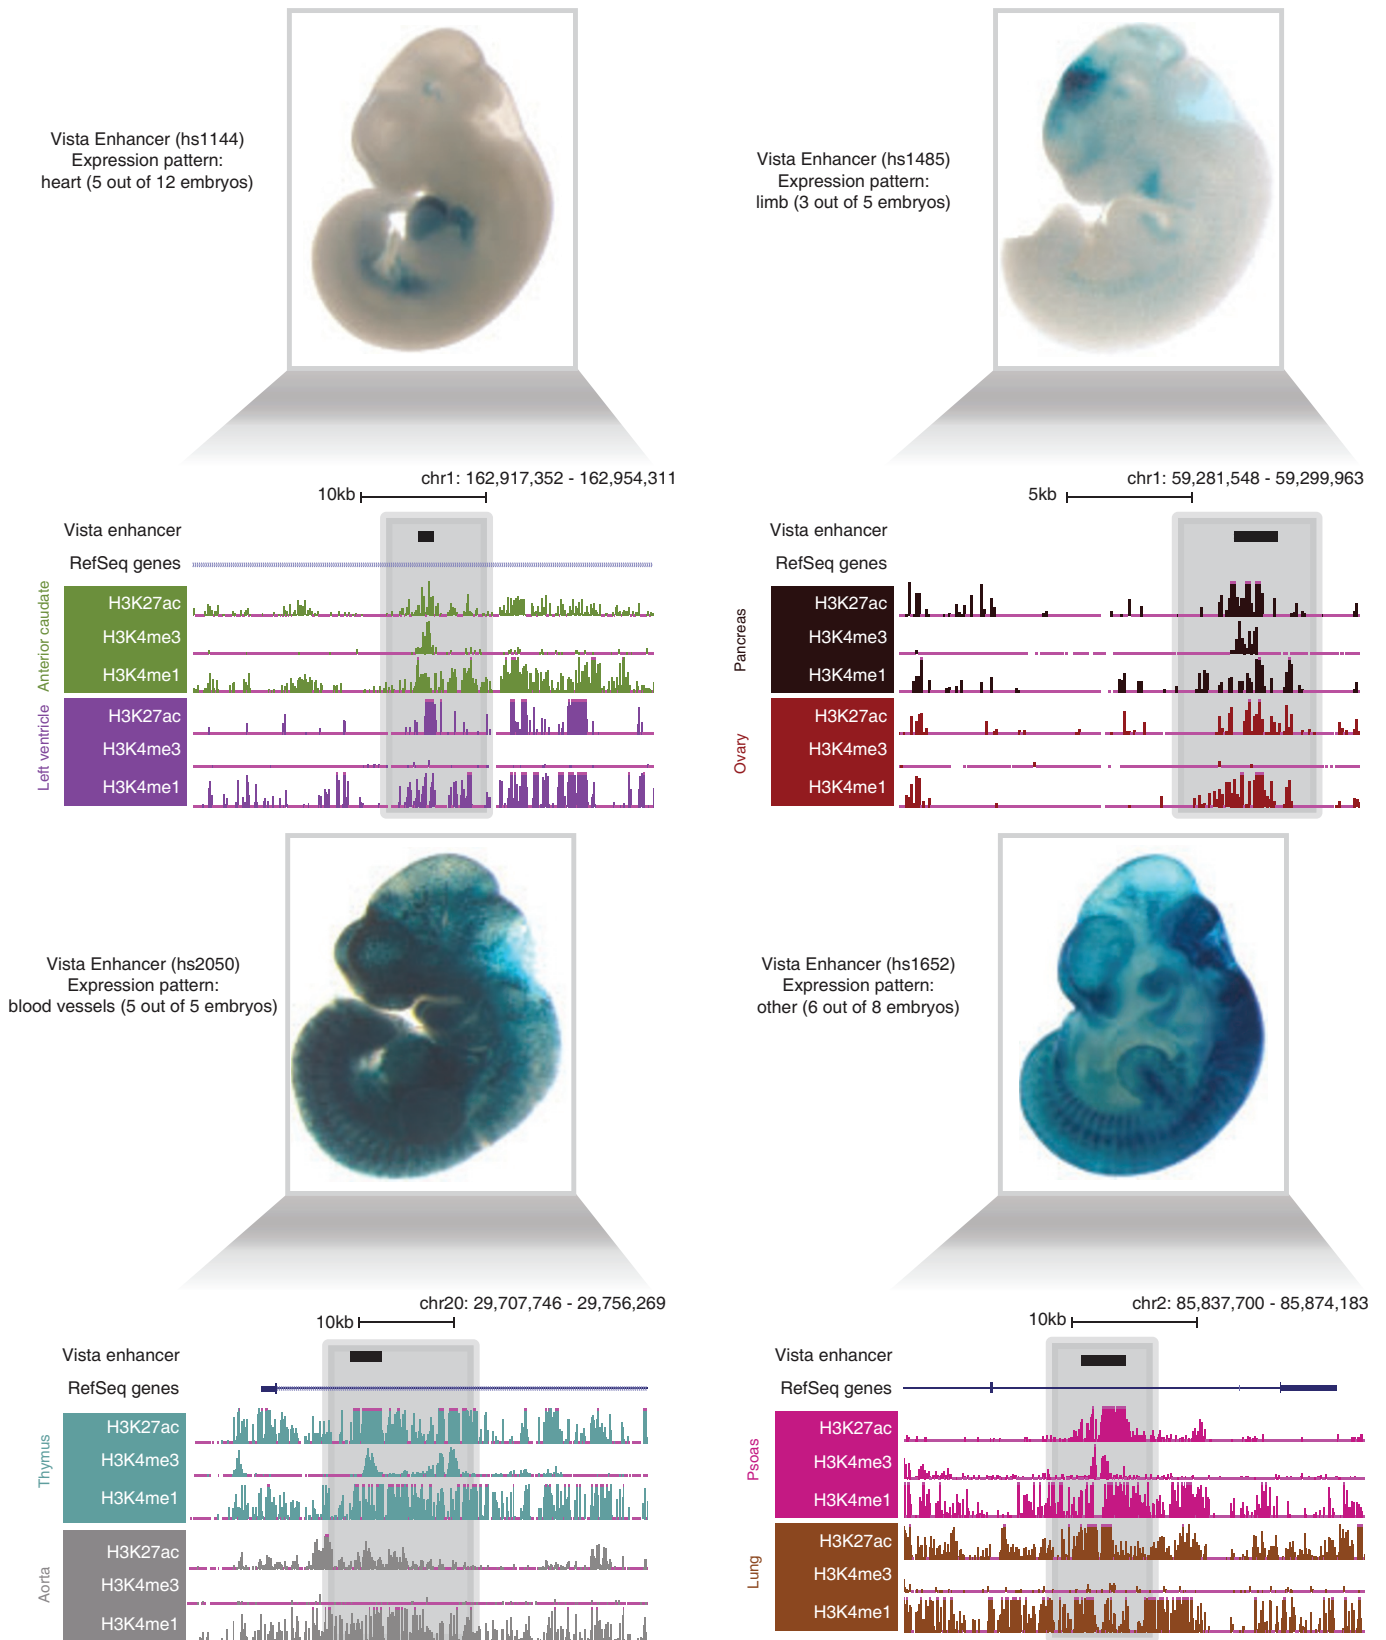 Vista Enhancer (hs1144)
Expression pattern:
heart (5 out of 12 embryos)
chr1: 162,917,352 - 162,954,311
10kb
Vista enhancer
RefSeq genes
Anterior caudate
H3K27ac
H3K4me3
H3K4me1
Left ventricle
H3K27ac
H3K4me3
H3K4me1
Vista Enhancer (hs1485)
Expression pattern:
limb (3 out of 5 embryos)
chr1: 59,281,548 - 59,299,963
5kb
Vista enhancer
RefSeq genes
Pancreas
H3K27ac
H3K4me3
H3K4me1
Ovary
H3K27ac
H3K4me3
H3K4me1
Vista Enhancer (hs2050)
Expression pattern:
blood vessels (5 out of 5 embryos)
chr20: 29,707,746 - 29,756,269
10kb
Vista enhancer
RefSeq genes
Thymus
H3K27ac
H3K4me3
H3K4me1
Aorta
H3K27ac
H3K4me3
H3K4me1
Vista Enhancer (hs1652)
Expression pattern:
other (6 out of 8 embryos)
chr2: 85,837,700 - 85,874,183
10kb
Vista enhancer
RefSeq genes
Psoas
H3K27ac
H3K4me3
H3K4me1
Lung
H3K27ac
H3K4me3
H3K4me1